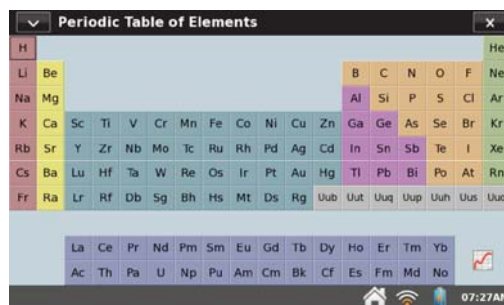 Periodic Table of Elements
H He
Li Be B C N O F Ne
Na Mg Al Si P S Cl Ar
K Ca Sc Ti V Cr Mn Fe Co Ni Cu Zn Ga Ge As Se Br Kr
Rb Sr Y Zr Nb Mo Tc Ru Rh Pd Ag Cd In Sn Sb Te I Xe
Cs Ba Lu Hf Ta W Re Os Ir Pt Au Hg Tl Pb Bi Po At Rn
Fr Ra Lr Rf Db Sg Bh Hs Mt Ds Rg Uub Uut Uuq Uup Uuh Uus Uuo
La Ce Pr Nd Pm Sm Eu Gd Tb Dy Ho Er Tm Yb
Ac Th Pa U Np Pu Am Cm Bk Cf Es Fm Md No
07:27AM